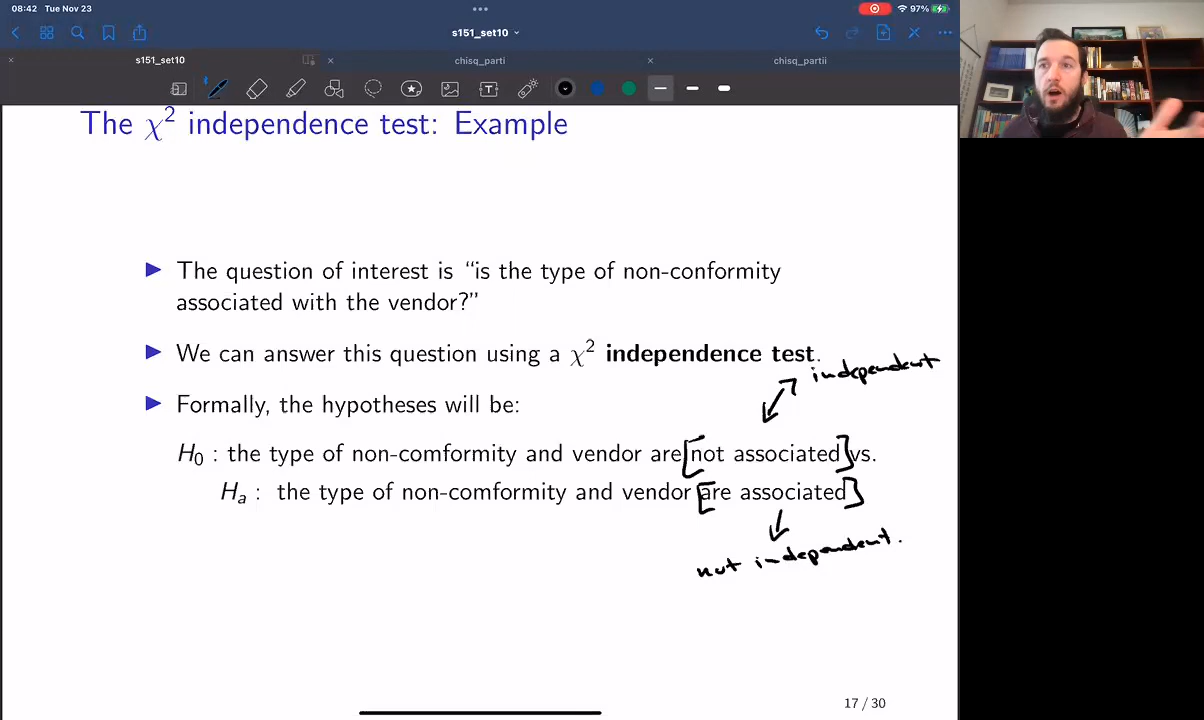 08:42 Tue Nov 23
97%
s151_set10
s151_set10
chisq_parti
chisq_partii
The χ² independence test: Example
▶ The question of interest is “is the type of non-conformity
associated with the vendor?”
▶ We can answer this question using a χ² independence test.
independent
▶ Formally, the hypotheses will be:
H₀ : the type of non-comformity and vendor are [not associated] vs.
Hₐ : the type of non-comformity and vendor [are associated]
not independent.
17 / 30